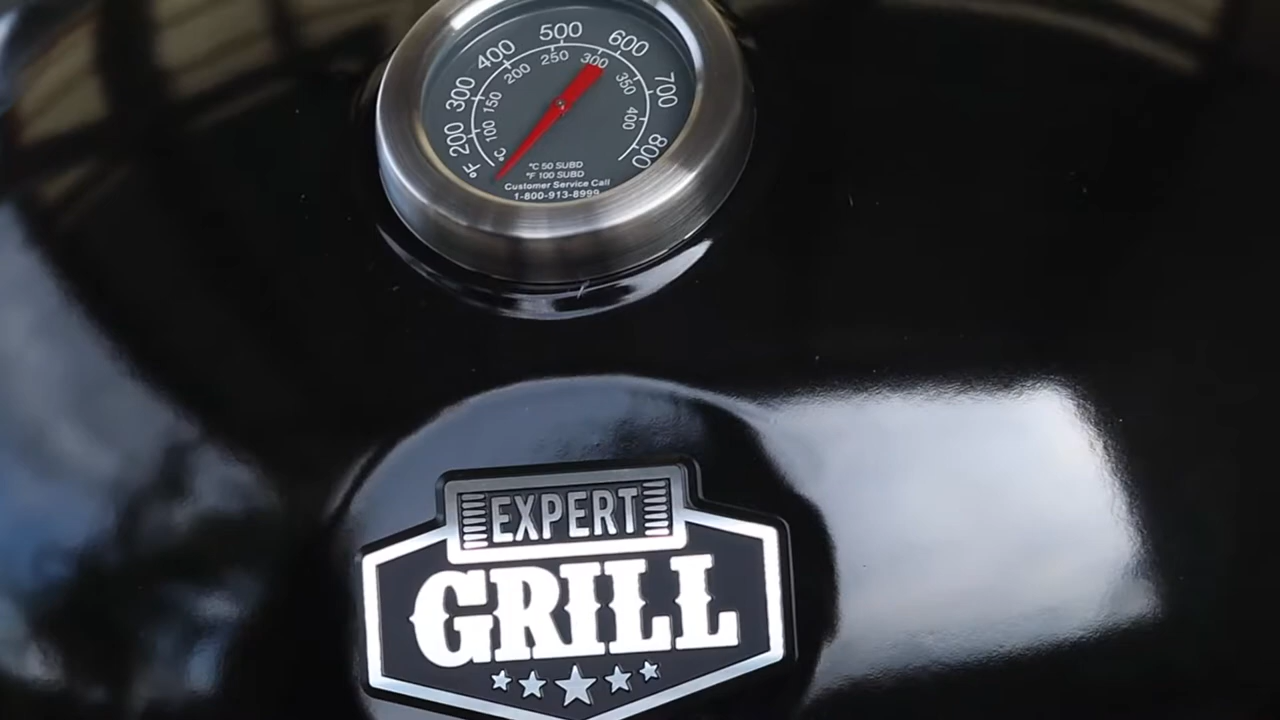 500
400
600
300
700
200
800
°F
250
200
300
150
350
100
400
°C
°C 50 SUBD
°F 100 SUBD
Customer Service Call
1-800-913-8999
EXPERT
GRILL